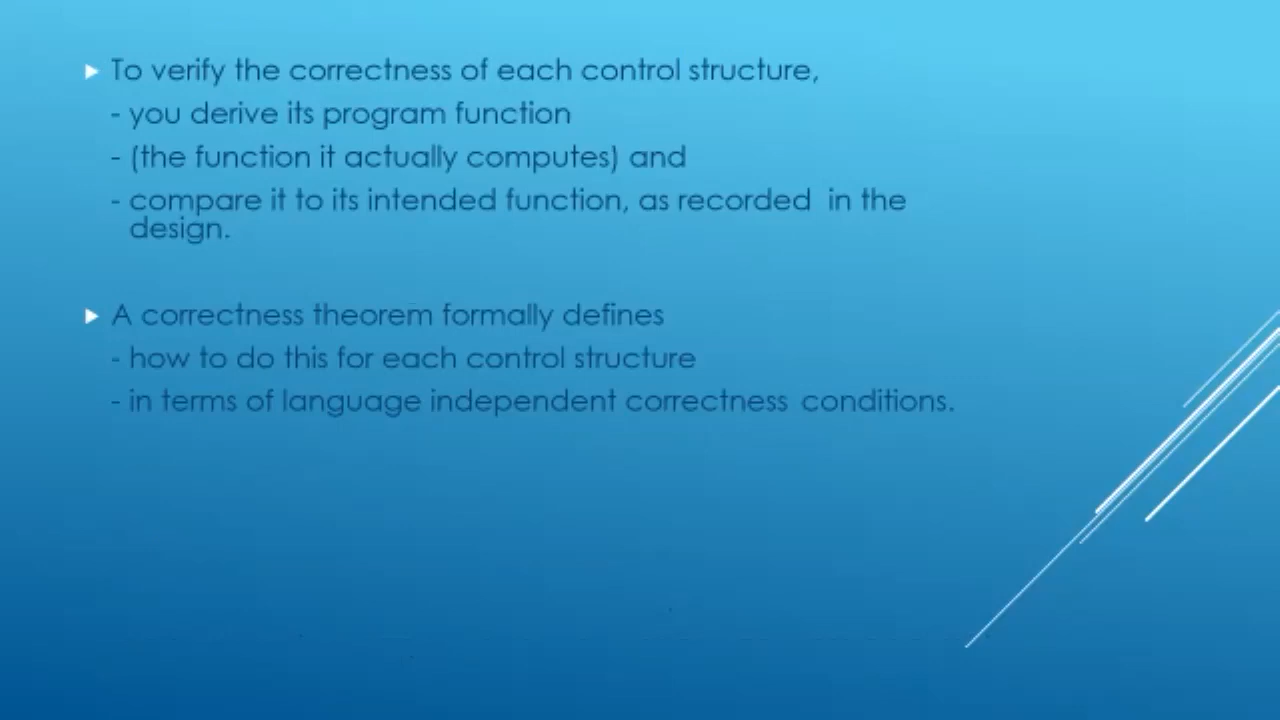 To verify the correctness of each control structure,
- you derive its program function
- (the function it actually computes) and
- compare it to its intended function, as recorded in the
design.
A correctness theorem formally defines
- how to do this for each control structure
- in terms of language independent correctness conditions.